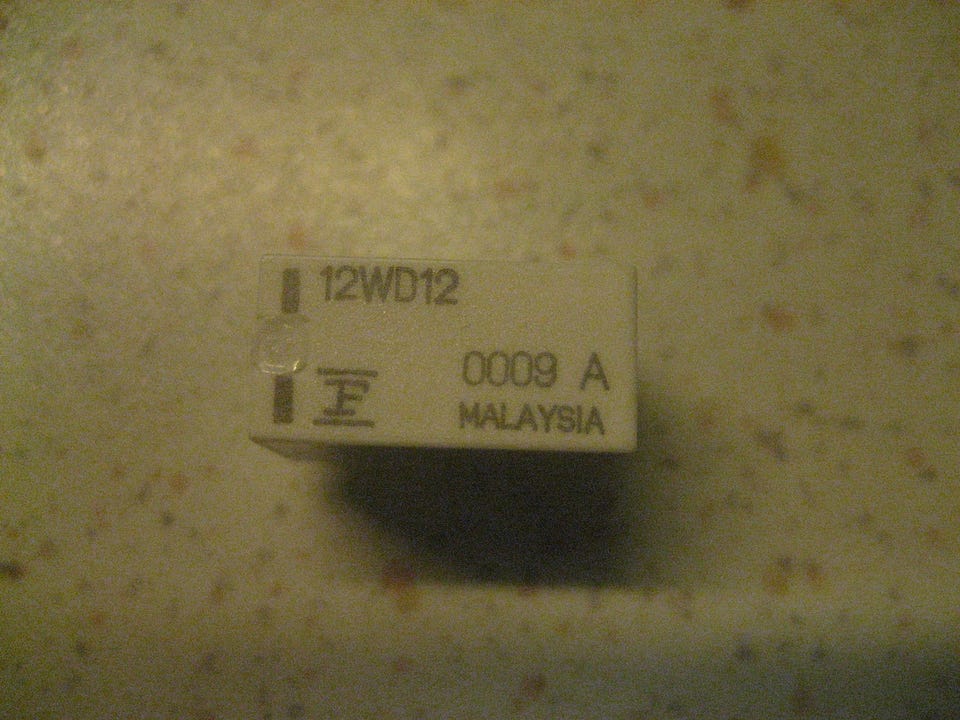 12WD12
0009 A
F
MALAYSIA